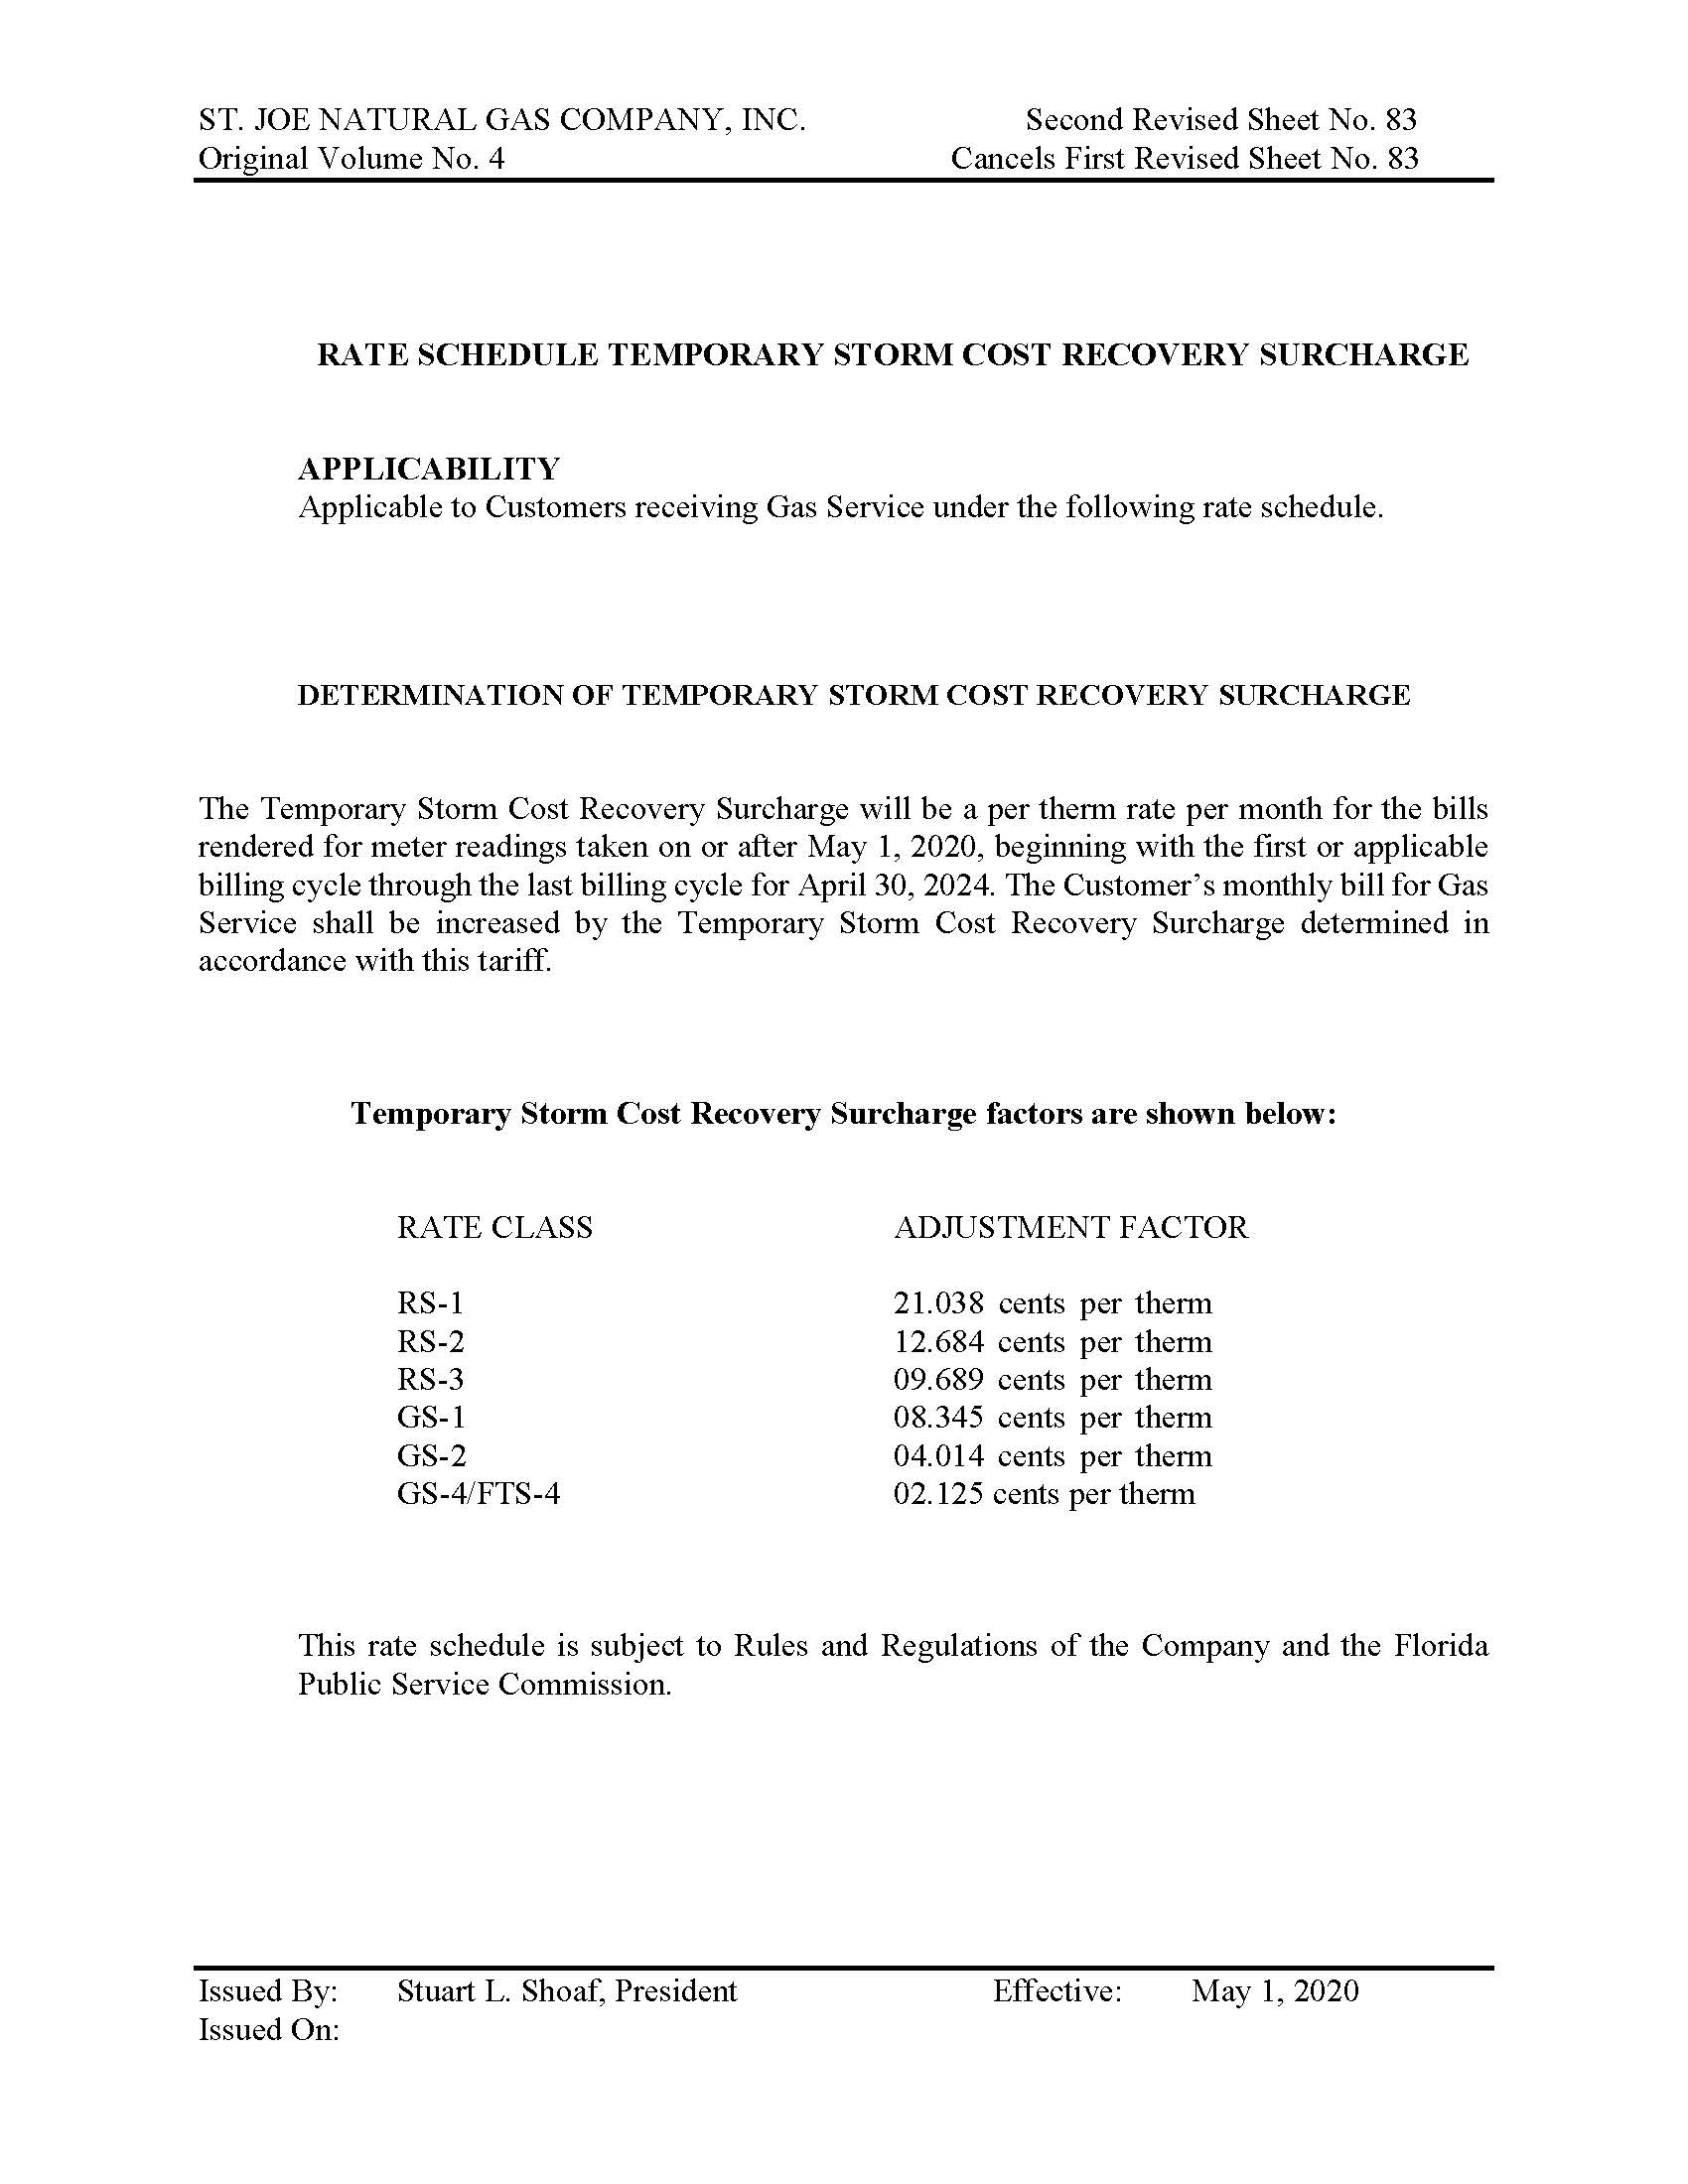 ST. JOE NATURAL GAS COMPANY, INC. Second Revised Sheet No. 83
Original Volume No. 4 Cancels First Revised Sheet No. 83
RATE SCHEDULE TEMPORARY STORM COST RECOVERY SURCHARGE
APPLICABILITY
Applicable to Customers receiving Gas Service under the following rate schedule.
DETERMINATION OF TEMPORARY STORM COST RECOVERY SURCHARGE
The Temporary Storm Cost Recovery Surcharge will be a per therm rate per month for the bills
rendered for meter readings taken on or after May 1, 2020, beginning with the first or applicable
billing cycle through the last billing cycle for April 30, 2024. The Customer’s monthly bill for Gas
Service shall be increased by the Temporary Storm Cost Recovery Surcharge determined in
accordance with this tariff.
Temporary Storm Cost Recovery Surcharge factors are shown below:
RATE CLASS ADJUSTMENT FACTOR
RS-1 21.038 cents per therm
RS-2 12.684 cents per therm
RS-3 09.689 cents per therm
GS-1 08.345 cents per therm
GS-2 04.014 cents per therm
GS-4/FTS-4 02.125 cents per therm
This rate schedule is subject to Rules and Regulations of the Company and the Florida
Public Service Commission.
Issued By: Stuart L. Shoaf, President Effective: May 1, 2020
Issued On: